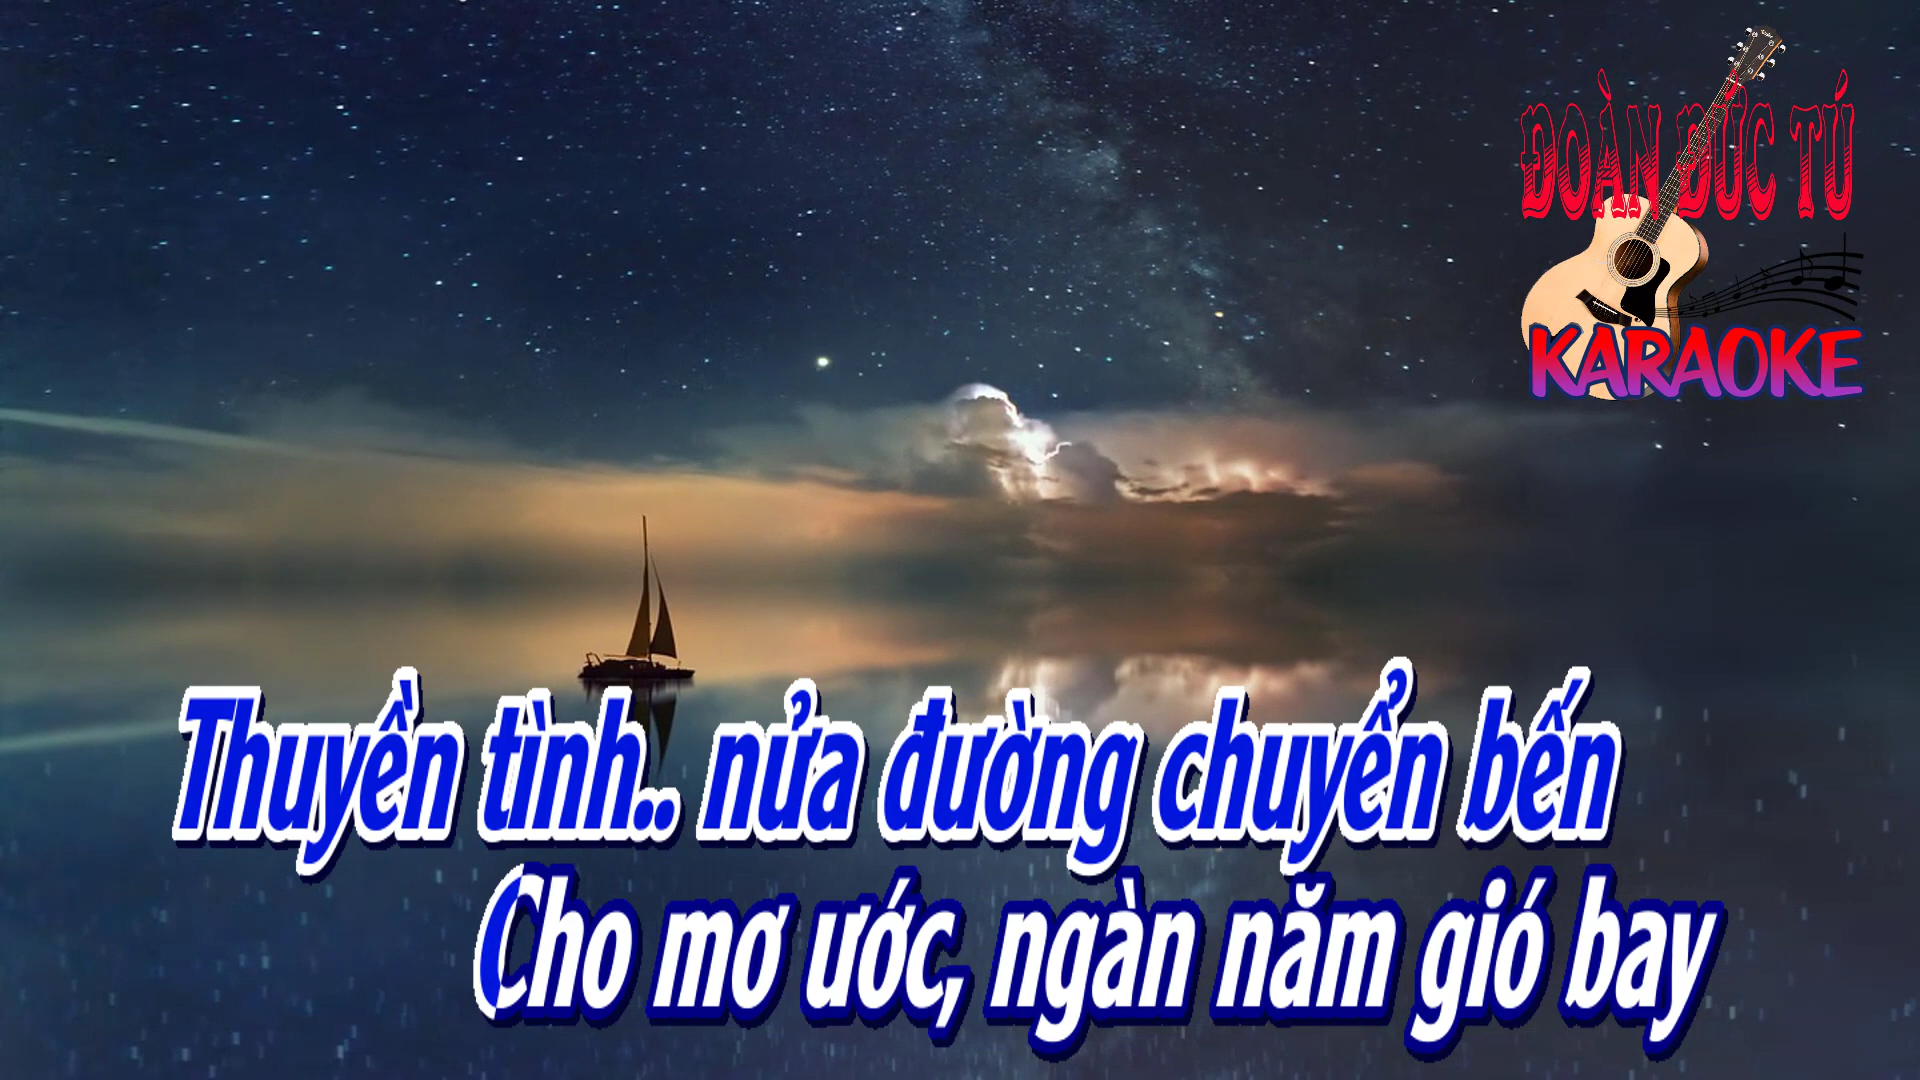 ĐOÀN ĐỨC TÚ
KARAOKE
Thuyền tình.. nửa đường chuyển bến
Cho mơ ước, ngàn năm gió bay